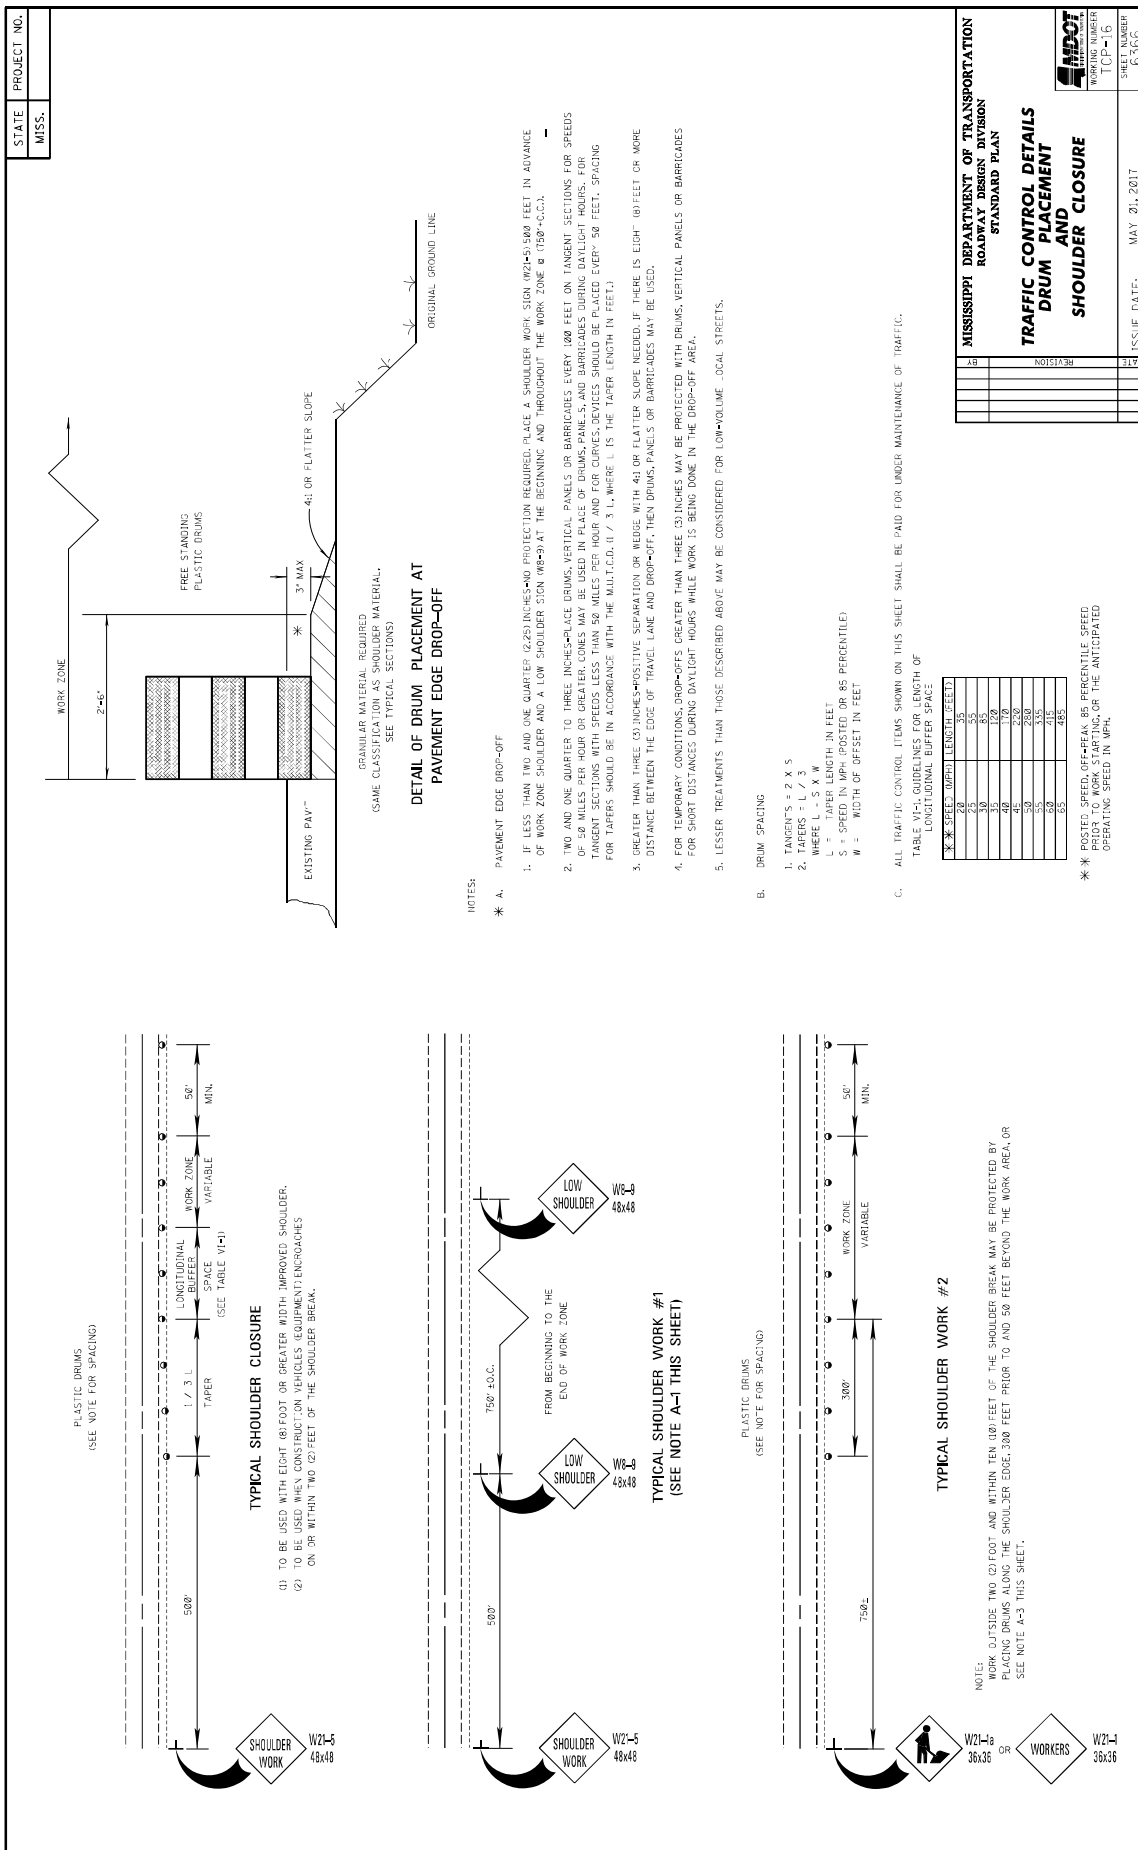 STATE
PROJECT NO.
MISS.
PLASTIC DRUMS
(SEE NOTE FOR SPACING)
500'
1 / 3 L
TAPER
LONGITUDINAL
BUFFER
SPACE
(SEE TABLE VI-1)
WORK ZONE
VARIABLE
50'
MIN.
SHOULDER
WORK
W21-5
48x48
TYPICAL SHOULDER CLOSURE
(1) TO BE USED WITH EIGHT (8) FOOT OR GREATER WIDTH IMPROVED SHOULDER.
(2) TO BE USED WHEN CONSTRUCTION VEHICLES (EQUIPMENT) ENCROACHES
ON OR WITHIN TWO (2) FEET OF THE SHOULDER BREAK.
500'
750' ±O.C.
FROM BEGINNING TO THE
END OF WORK ZONE
SHOULDER
WORK
W21-5
48x48
LOW
SHOULDER
W8-9
48x48
LOW
SHOULDER
W8-9
48x48
TYPICAL SHOULDER WORK #1
(SEE NOTE A-1 THIS SHEET)
PLASTIC DRUMS
(SEE NOTE FOR SPACING)
300'
WORK ZONE
VARIABLE
50'
MIN.
750±
W21-1a
36x36
OR
WORKERS
W21-1
36x36
TYPICAL SHOULDER WORK #2
NOTE:
WORK OUTSIDE TWO (2) FOOT AND WITHIN TEN (10) FEET OF THE SHOULDER BREAK MAY BE PROTECTED BY
PLACING DRUMS ALONG THE SHOULDER EDGE, 300 FEET PRIOR TO AND 50 FEET BEYOND THE WORK AREA, OR
SEE NOTE A-3 THIS SHEET.
WORK ZONE
2'-6"
FREE STANDING
PLASTIC DRUMS
* 3" MAX
4:1 OR FLATTER SLOPE
EXISTING PAV'T
ORIGINAL GROUND LINE
GRANULAR MATERIAL REQUIRED
(SAME CLASSIFICATION AS SHOULDER MATERIAL.
SEE TYPICAL SECTIONS)
DETAIL OF DRUM PLACEMENT AT
PAVEMENT EDGE DROP-OFF
NOTES:
* A. PAVEMENT EDGE DROP-OFF
1. IF LESS THAN TWO AND ONE QUARTER (2.25) INCHES-NO PROTECTION REQUIRED. PLACE A SHOULDER WORK SIGN (W21-5) 500 FEET IN ADVANCE
OF WORK ZONE SHOULDER AND A LOW SHOULDER SIGN (W8-9) AT THE BEGINNING AND THROUGHOUT THE WORK ZONE @ (750'±C.C.).
2. TWO AND ONE QUARTER TO THREE INCHES-PLACE DRUMS, VERTICAL PANELS OR BARRICADES EVERY 100 FEET ON TANGENT SECTIONS FOR SPEEDS
OF 50 MILES PER HOUR OR GREATER. CONES MAY BE USED IN PLACE OF DRUMS, PANELS, AND BARRICADES DURING DAYLIGHT HOURS. FOR
TANGENT SECTIONS WITH SPEEDS LESS THAN 50 MILES PER HOUR AND FOR CURVES, DEVICES SHOULD BE PLACED EVERY 50 FEET. SPACING
FOR TAPERS SHOULD BE IN ACCORDANCE WITH THE M.U.T.C.D. (1 / 3 L, WHERE L IS THE TAPER LENGTH IN FEET.)
3. GREATER THAN THREE (3) INCHES-POSITIVE SEPARATION OR WEDGE WITH 4:1 OR FLATTER SLOPE NEEDED. IF THERE IS EIGHT (8) FEET OR MORE
DISTANCE BETWEEN THE EDGE OF TRAVEL LANE AND DROP-OFF, THEN DRUMS, PANELS OR BARRICADES MAY BE USED.
4. FOR TEMPORARY CONDITIONS, DROP-OFFS GREATER THAN THREE (3) INCHES MAY BE PROTECTED WITH DRUMS, VERTICAL PANELS OR BARRICADES
FOR SHORT DISTANCES DURING DAYLIGHT HOURS WHILE WORK IS BEING DONE IN THE DROP-OFF AREA.
5. LESSER TREATMENTS THAN THOSE DESCRIBED ABOVE MAY BE CONSIDERED FOR LOW-VOLUME LOCAL STREETS.
B. DRUM SPACING
1. TANGENTS = 2 X S
2. TAPERS = L / 3
WHERE L = S X W
L = TAPER LENGTH IN FEET
S = SPEED IN MPH (POSTED OR 85 PERCENTILE)
W = WIDTH OF OFFSET IN FEET
C. ALL TRAFFIC CONTROL ITEMS SHOWN ON THIS SHEET SHALL BE PAID FOR UNDER MAINTENANCE OF TRAFFIC.
TABLE VI-1. GUIDELINES FOR LENGTH OF
LONGITUDINAL BUFFER SPACE
** SPEED (MPH) LENGTH (FEET)
20 35
25 55
30 85
35 120
40 170
45 220
50 280
55 335
60 415
65 485
** POSTED SPEED, OFF-PEAK 85 PERCENTILE SPEED
PRIOR TO WORK STARTING, OR THE ANTICIPATED
OPERATING SPEED IN MPH.
BY
REVISION
DATE
MISSISSIPPI DEPARTMENT OF TRANSPORTATION
ROADWAY DESIGN DIVISION
STANDARD PLAN
TRAFFIC CONTROL DETAILS
DRUM PLACEMENT
AND
SHOULDER CLOSURE
MDOT
WORKING NUMBER
TCP-16
SHEET NUMBER
6366
ISSUE DATE: MAY 01, 2017